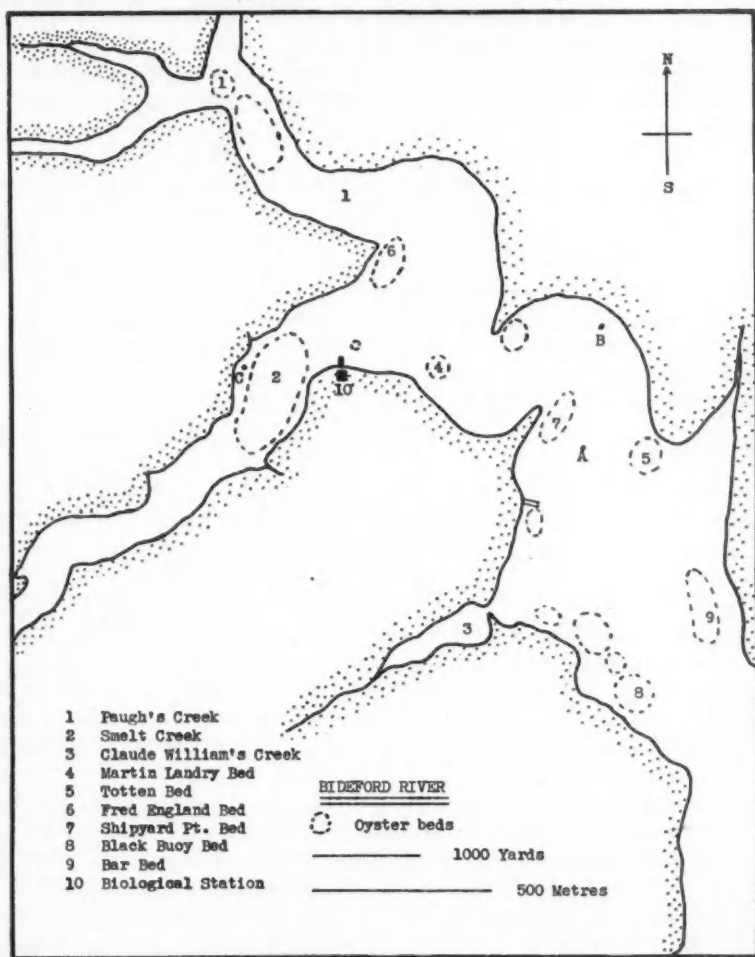 N
S
1
1
6
B
C
2
4
10
7
A
5
3
9
8
1 Paugh's Creek
2 Smelt Creek
3 Claude William's Creek
4 Martin Landry Bed
5 Totten Bed
6 Fred England Bed
7 Shipyard Pt. Bed
8 Black Buoy Bed
9 Bar Bed
10 Biological Station
BIDEFORD RIVER
Oyster beds
1000 Yards
500 Metres